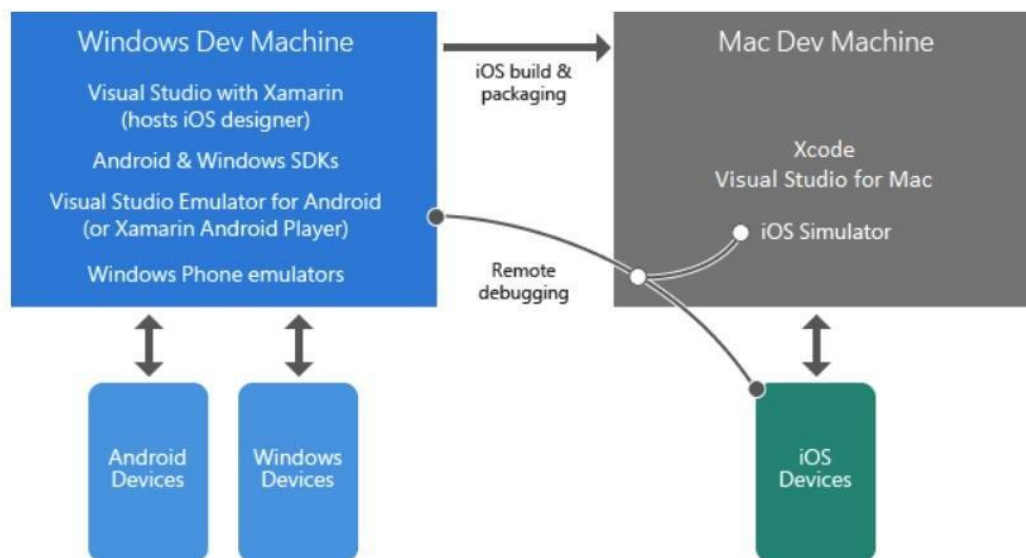 Windows Dev Machine
Visual Studio with Xamarin
(hosts iOS designer)
Android & Windows SDKs
Visual Studio Emulator for Android
(or Xamarin Android Player)
Windows Phone emulators
iOS build &
packaging
Remote
debugging
Mac Dev Machine
Xcode
Visual Studio for Mac
iOS Simulator
Android
Devices
Windows
Devices
iOS
Devices